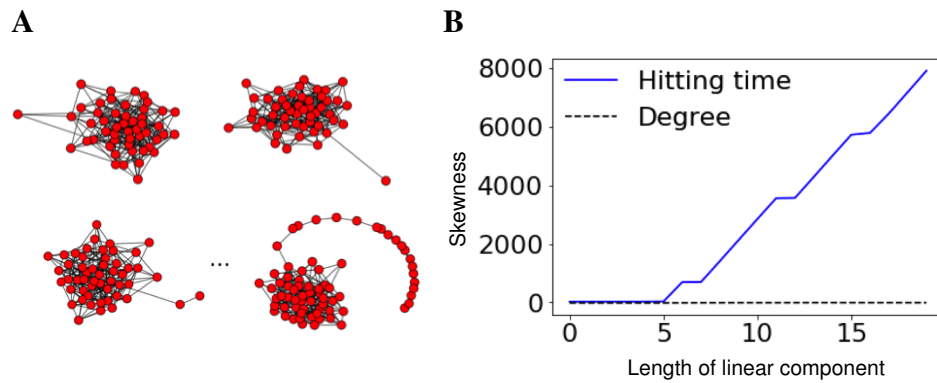 A
B
...
8000
6000
4000
2000
0
Skewness
Hitting time
Degree
0 5 10 15
Length of linear component